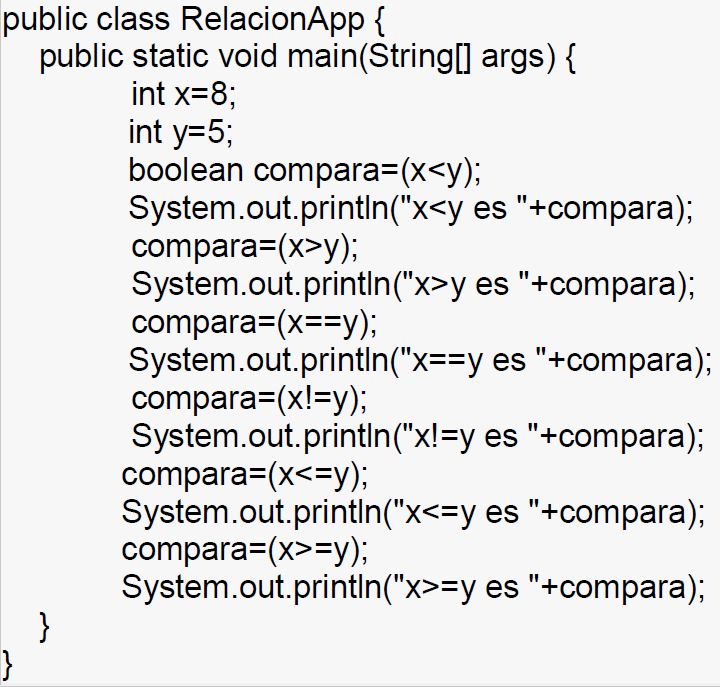 public class RelacionApp {
public static void main(String[] args) {
int x=8;
int y=5;
boolean compara=(x<y);
System.out.println("x<y es "+compara);
compara=(x>y);
System.out.println("x>y es "+compara);
compara=(x==y);
System.out.println("x==y es "+compara);
compara=(x!=y);
System.out.println("x!=y es "+compara);
compara=(x<=y);
System.out.println("x<=y es "+compara);
compara=(x>=y);
System.out.println("x>=y es "+compara);
}
}